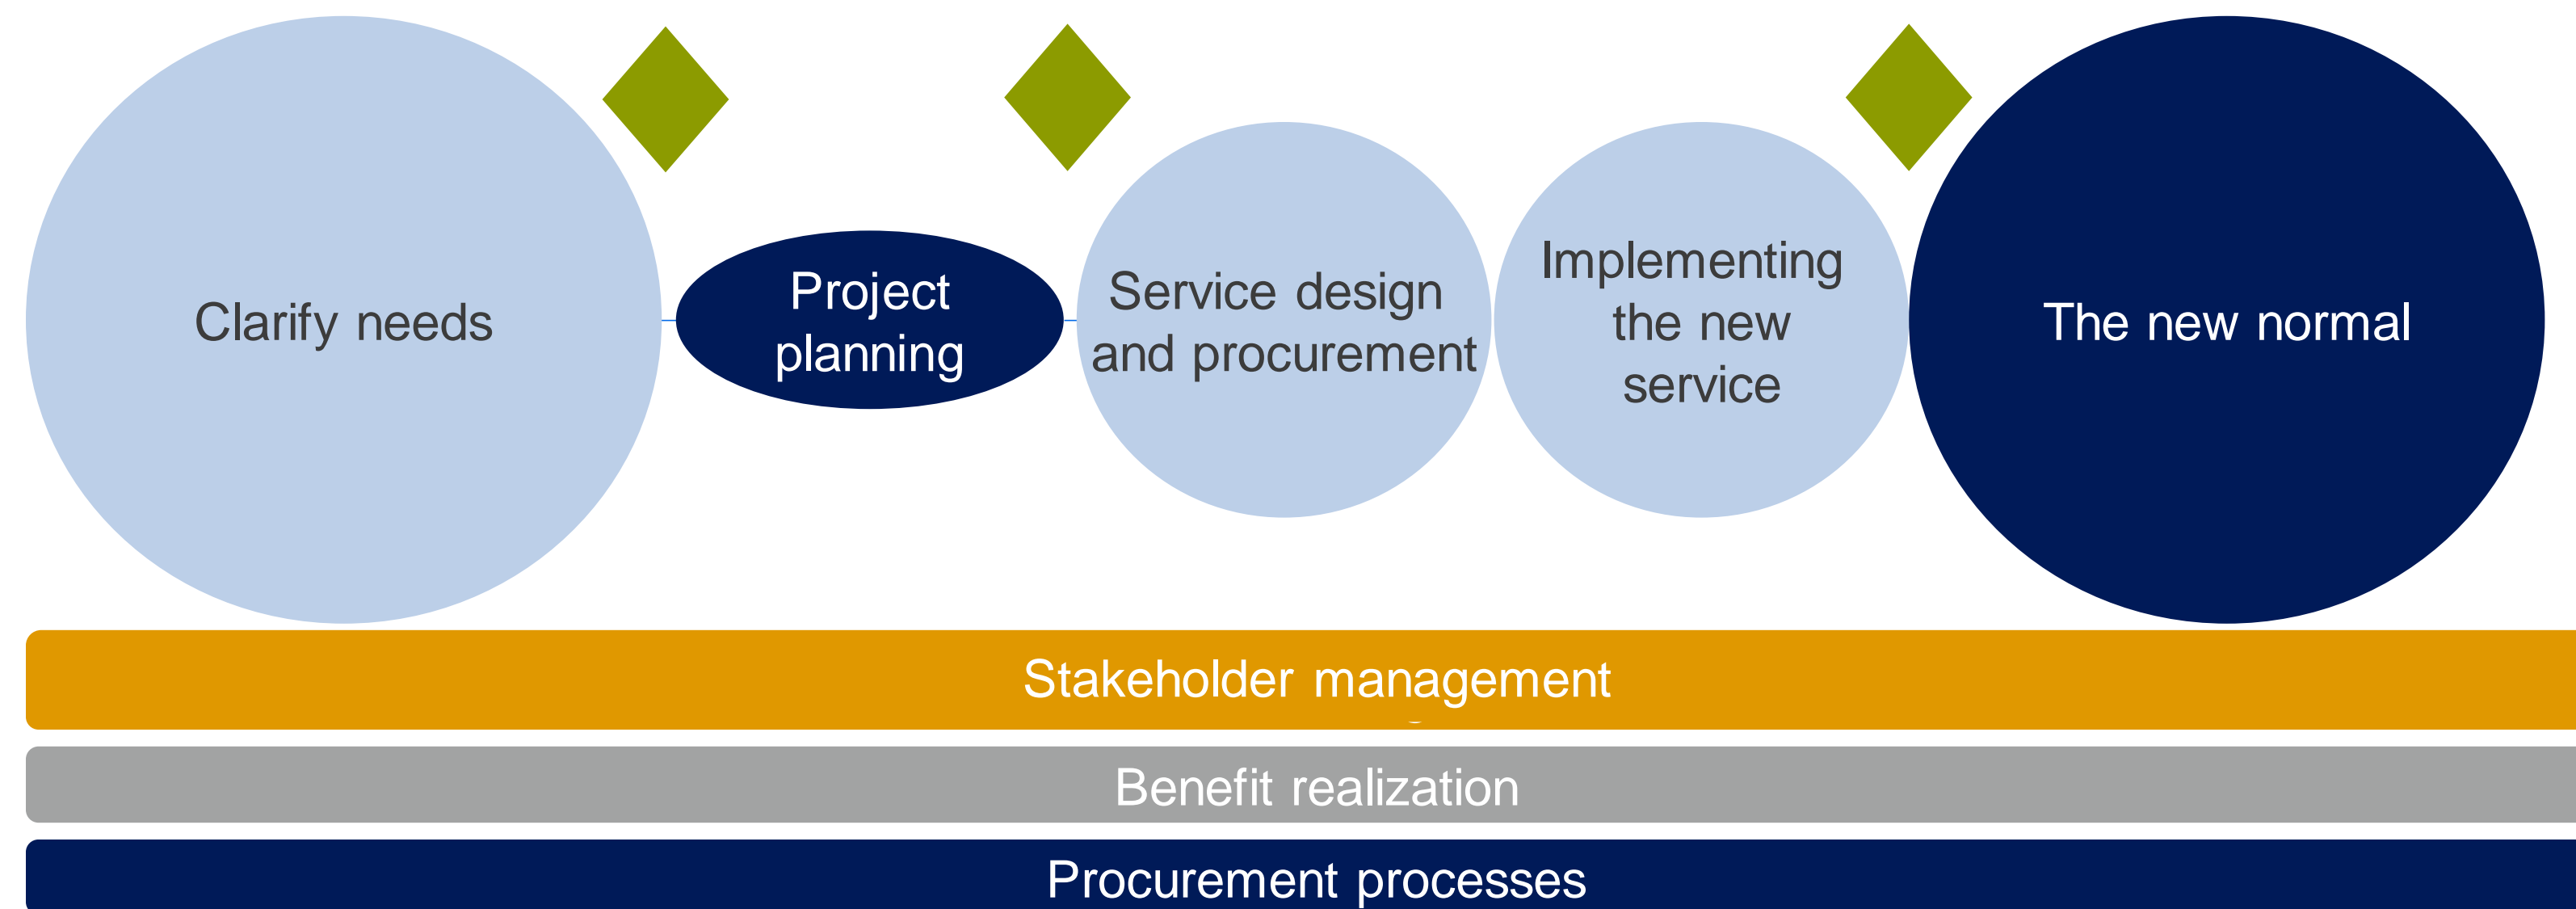 Clarify needs
Project
planning
Service design
and procurement
Implementing
the new
service
The new normal
Stakeholder management
Benefit realization
Procurement processes